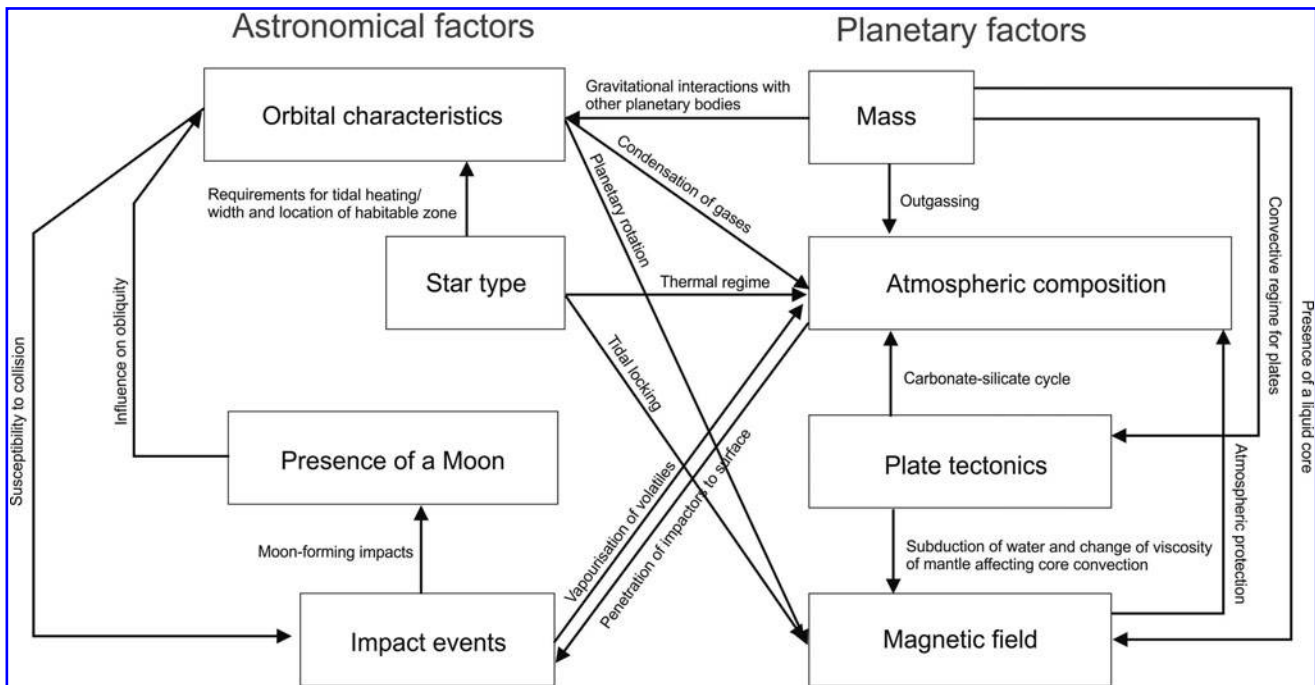 Astronomical factors
Planetary factors
Gravitational interactions with
other planetary bodies
Orbital characteristics
Mass
Condensation of gases
Planetary rotation
Requirements for tidal heating/
width and location of habitable zone
Outgassing
Convective regime for plates
Presence of a liquid core
Star type
Thermal regime
Atmospheric composition
Susceptibility to collision
Influence on obliquity
Tidal locking
Carbonate-silicate cycle
Presence of a Moon
Plate tectonics
Atmospheric protection
Vapourisation of volatiles
Penetration of impactors to surface
Moon-forming impacts
Subduction of water and change of viscosity
of mantle affecting core convection
Impact events
Magnetic field